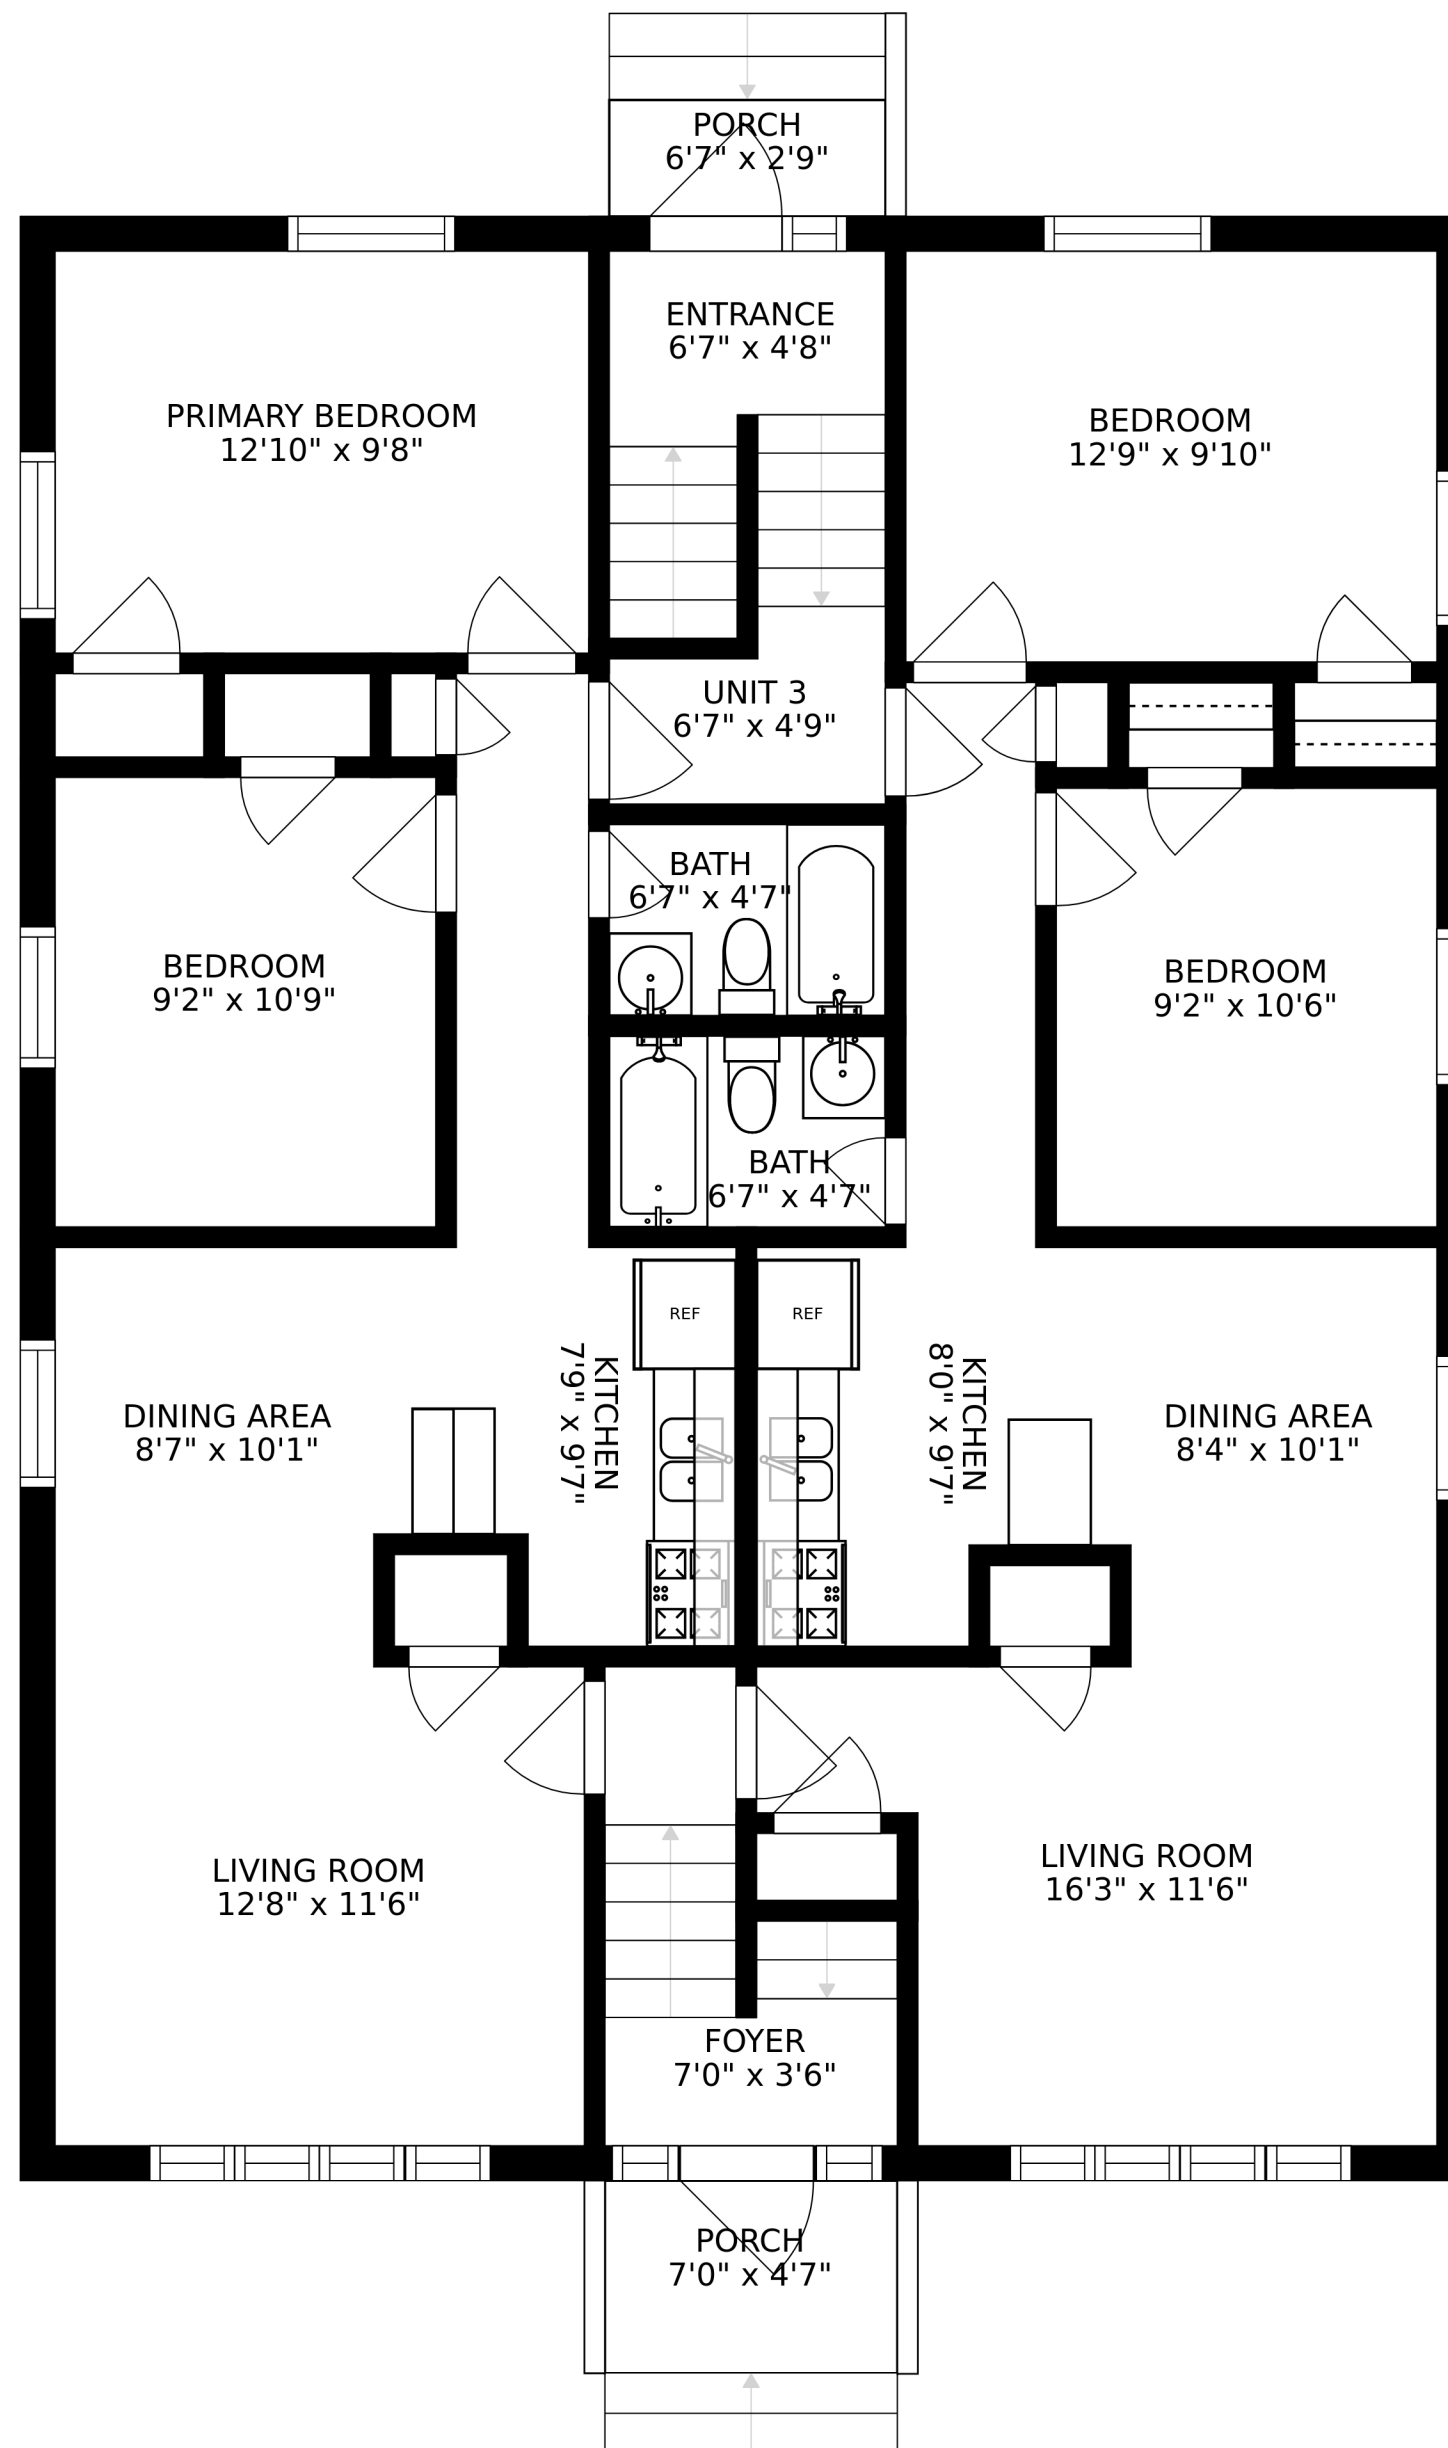 PORCH
6'7" x 2'9"
ENTRANCE
6'7" x 4'8"
PRIMARY BEDROOM
12'10" x 9'8"
BEDROOM
12'9" x 9'10"
UNIT 3
6'7" x 4'9"
BATH
6'7" x 4'7"
BEDROOM
9'2" x 10'9"
BEDROOM
9'2" x 10'6"
BATH
6'7" x 4'7"
REF
REF
KITCHEN
7'9" x 9'7"
KITCHEN
8'0" x 9'7"
DINING AREA
8'7" x 10'1"
DINING AREA
8'4" x 10'1"
LIVING ROOM
12'8" x 11'6"
LIVING ROOM
16'3" x 11'6"
FOYER
7'0" x 3'6"
PORCH
7'0" x 4'7"